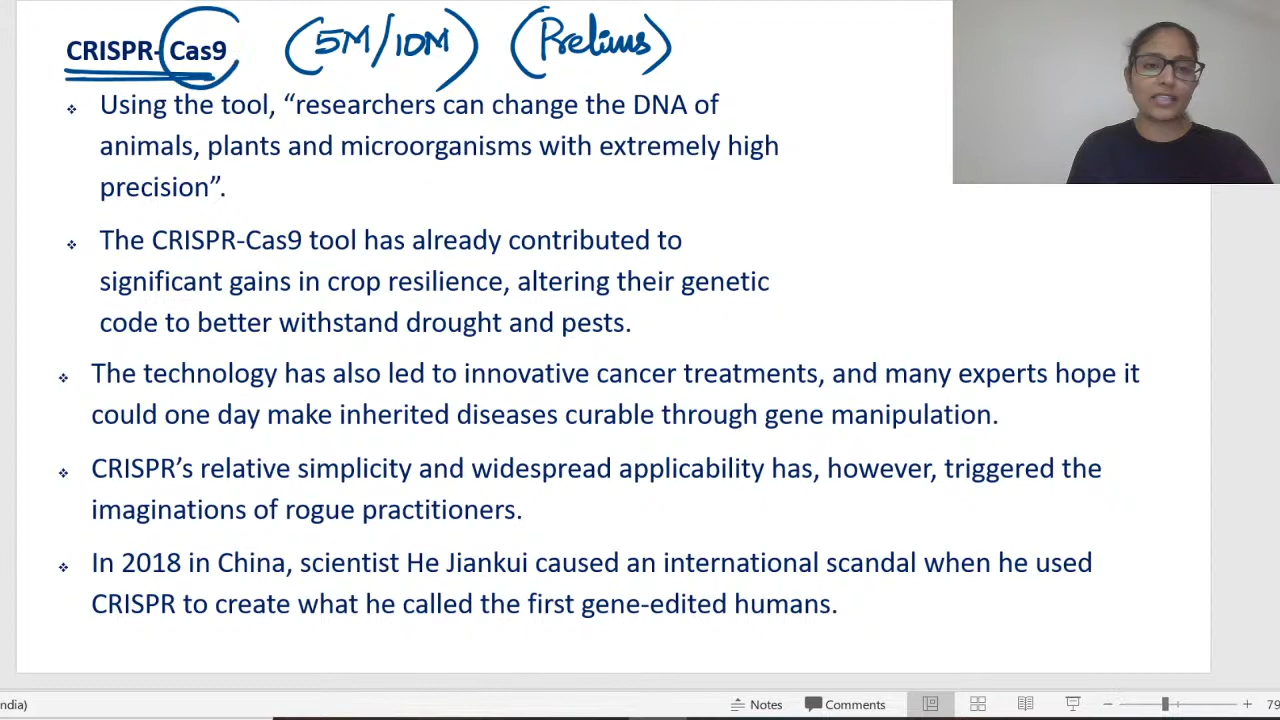 CRISPR- Cas9 (5M/10M) (Prelims)
❖ Using the tool, “researchers can change the DNA of
animals, plants and microorganisms with extremely high
precision”.
❖ The CRISPR-Cas9 tool has already contributed to
significant gains in crop resilience, altering their genetic
code to better withstand drought and pests.
❖ The technology has also led to innovative cancer treatments, and many experts hope it
could one day make inherited diseases curable through gene manipulation.
❖ CRISPR’s relative simplicity and widespread applicability has, however, triggered the
imaginations of rogue practitioners.
❖ In 2018 in China, scientist He Jiankui caused an international scandal when he used
CRISPR to create what he called the first gene-edited humans.
ndia) Notes Comments 79